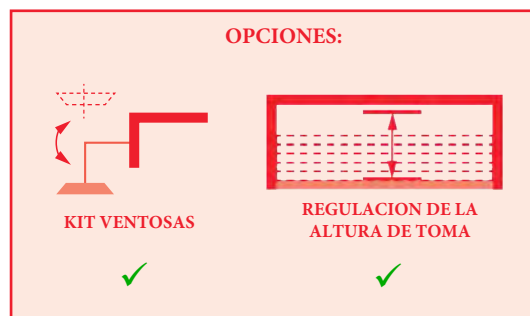 OPCIONES:
KIT VENTOSAS
REGULACION DE LA
ALTURA DE TOMA